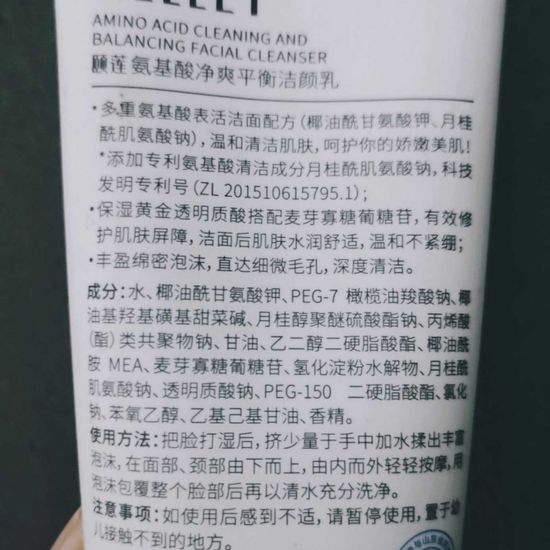 AMINO ACID CLEANING AND
BALANCING FACIAL CLEANSER
颐莲氨基酸净爽平衡洁颜乳
•多重氨基酸表活洁面配方(椰油酰甘氨酸钾、月桂
酰肌氨酸钠),温和清洁肌肤,呵护你的娇嫩美肌!
*添加专利氨基酸清洁成分月桂酰肌氨酸钠,科技
发明专利号(ZL 201510615795.1);
•保湿黄金透明质酸搭配麦芽寡糖葡糖苷,有效修
护肌肤屏障,洁面后肌肤水润舒适,温和不紧绷;
•丰盈绵密泡沫,直达细微毛孔,深度清洁。
成分:水、椰油酰甘氨酸钾、PEG-7 橄榄油羧酸钠、椰
油基羟基磺基甜菜碱、月桂醇聚醚硫酸酯钠、丙烯酸
(酯)类共聚物钠、甘油、乙二醇二硬脂酸酯、椰油酰
胺 MEA、麦芽寡糖葡糖苷、氢化淀粉水解物、月桂酰
肌氨酸钠、透明质酸钠、PEG-150 二硬脂酸酯、氯化
钠、苯氧乙醇、乙基己基甘油、香精。
使用方法:把脸打湿后,挤少量于手中加水揉出丰富
泡沫,在面部、颈部由下而上,由内而外轻轻按摩,用
泡沫包覆整个脸部后再以清水充分洗净。
注意事项:如使用后感到不适,请暂停使用,置于幼
儿接触不到的地方。